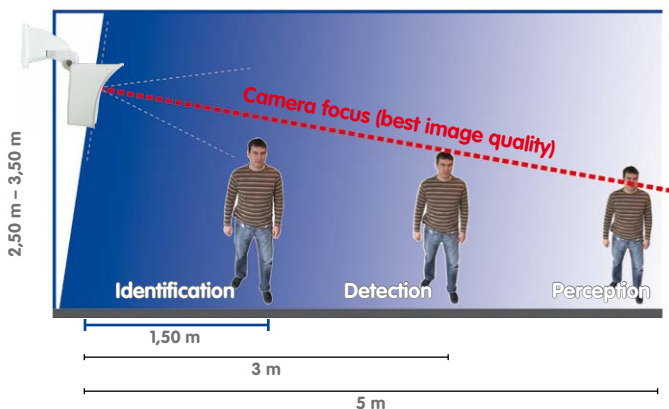 Camera focus (best image quality)
2,50 m – 3,50 m
Identification
Detection
Perception
1,50 m
3 m
5 m